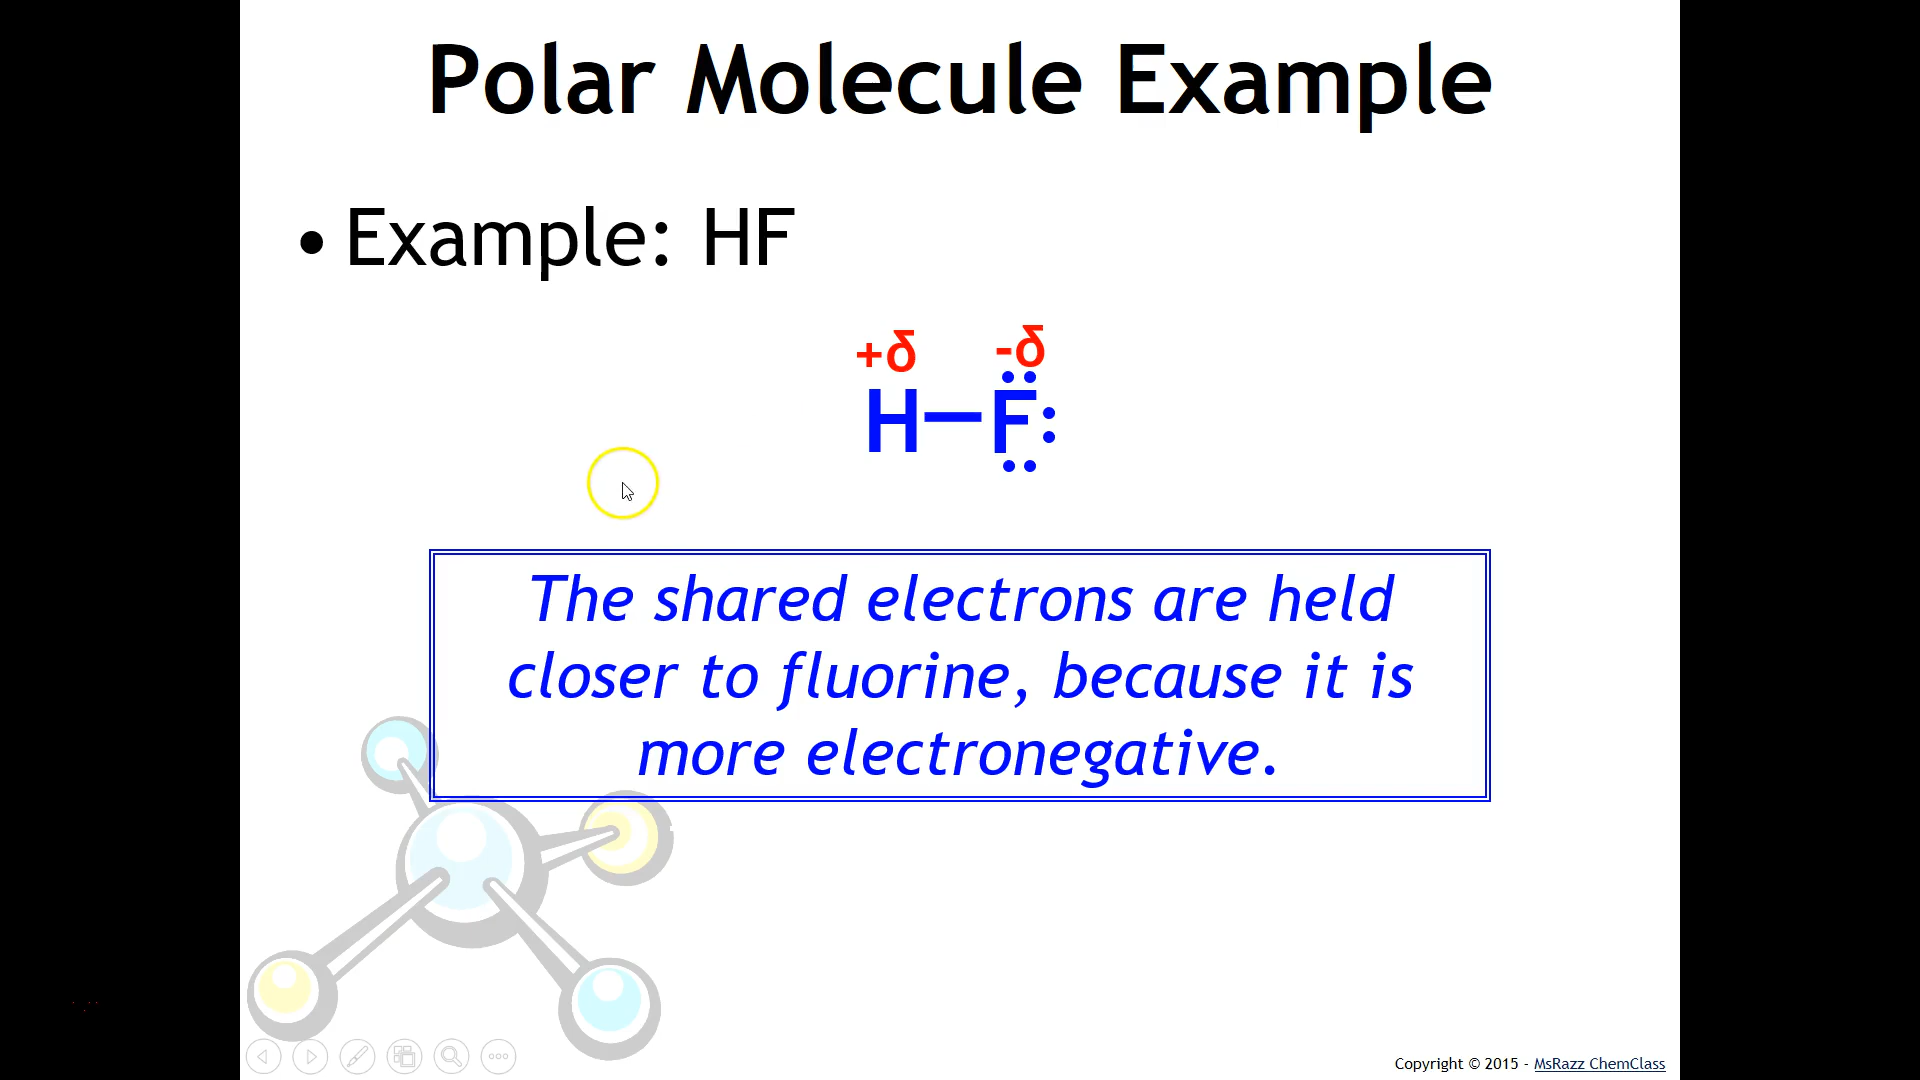 Polar Molecule Example
• Example: HF
+δ -δ
H—F
The shared electrons are held
closer to fluorine, because it is
more electronegative.
Copyright © 2015 - MsRazz ChemClass